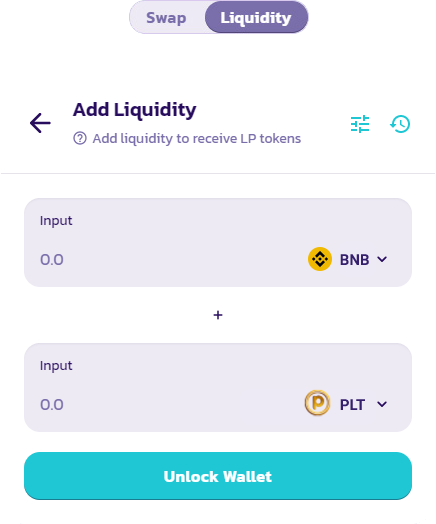 Swap Liquidity
Add Liquidity
Add liquidity to receive LP tokens
Input
0.0 BNB
+
Input
0.0 PLT
Unlock Wallet